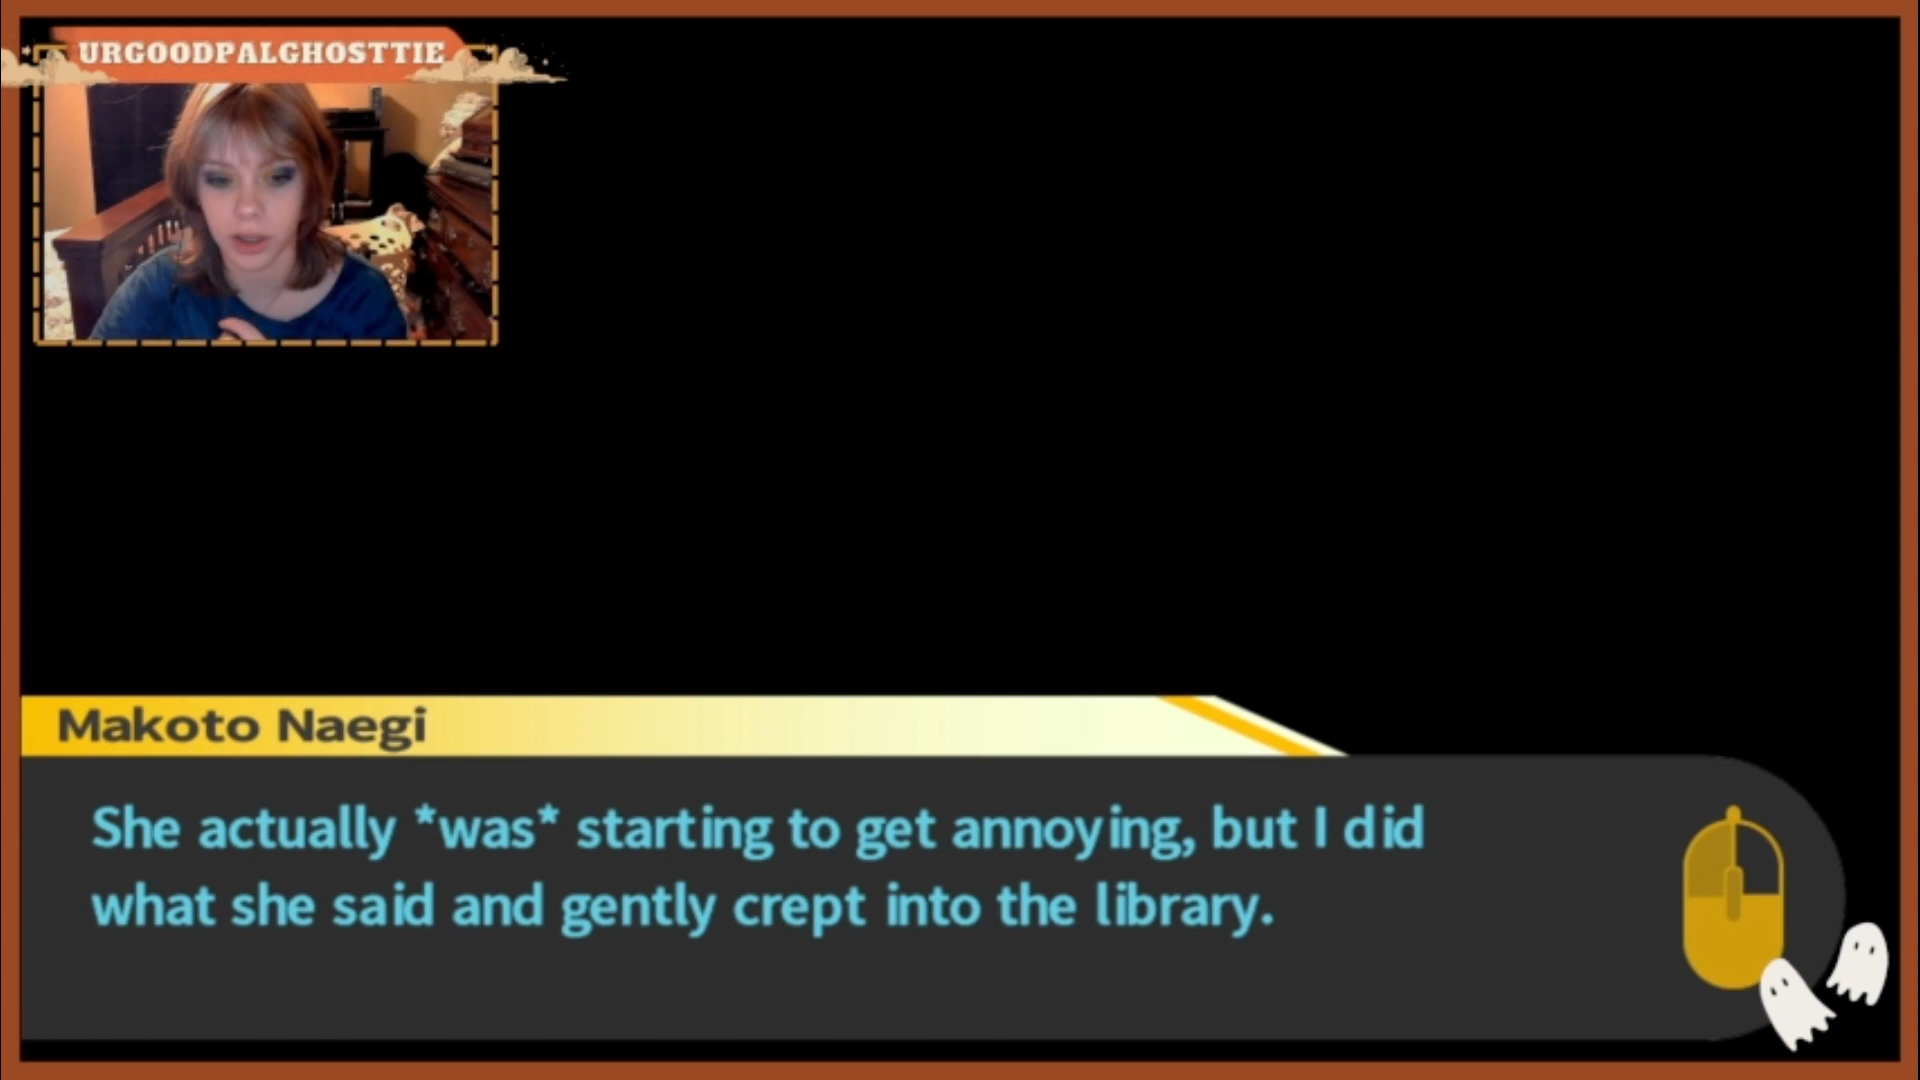 URGOODPALGHOSTTIE
Makoto Naegi
She actually *was* starting to get annoying, but I did
what she said and gently crept into the library.